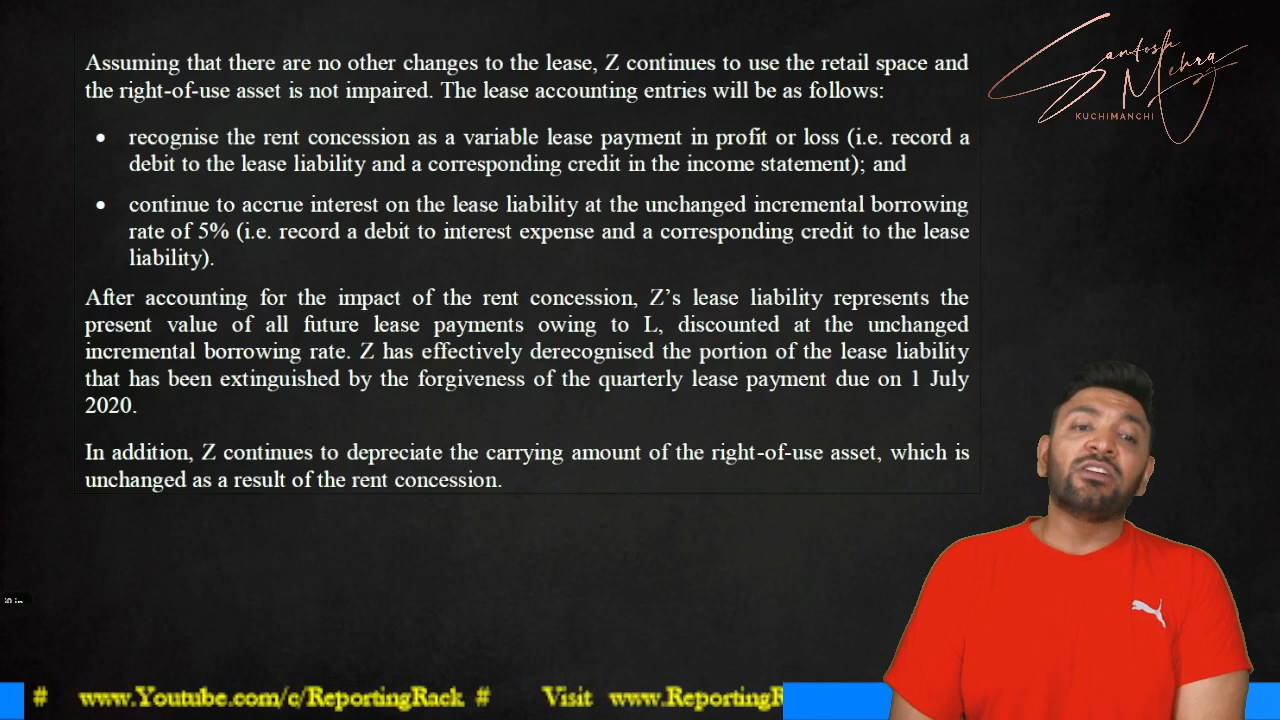 Santosh
Mehra
KUCHIMANCHI
Assuming that there are no other changes to the lease, Z continues to use the retail space and
the right-of-use asset is not impaired. The lease accounting entries will be as follows:
• recognise the rent concession as a variable lease payment in profit or loss (i.e. record a
debit to the lease liability and a corresponding credit in the income statement); and
• continue to accrue interest on the lease liability at the unchanged incremental borrowing
rate of 5% (i.e. record a debit to interest expense and a corresponding credit to the lease
liability).
After accounting for the impact of the rent concession, Z’s lease liability represents the
present value of all future lease payments owing to L, discounted at the unchanged
incremental borrowing rate. Z has effectively derecognised the portion of the lease liability
that has been extinguished by the forgiveness of the quarterly lease payment due on 1 July
2020.
In addition, Z continues to depreciate the carrying amount of the right-of-use asset, which is
unchanged as a result of the rent concession.
# www.Youtube.com/c/ReportingRack # Visit www.ReportingR